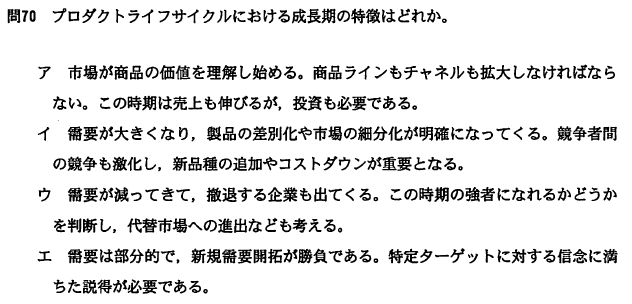 問70 プロダクトライフサイクルにおける成長期の特徴はどれか。
ア 市場が商品の価値を理解し始める。商品ラインもチャネルも拡大しなければなら
ない。この時期は売上も伸びるが，投資も必要である。
イ 需要が大きくなり，製品の差別化や市場の細分化が明確になってくる。競争者間
の競争も激化し，新品種の追加やコストダウンが重要となる。
ウ 需要が減ってきて，撤退する企業も出てくる。この時期の強者になれるかどうか
を判断し，代替市場への進出なども考える。
エ 需要は部分的で，新規需要開拓が勝負である。特定ターゲットに対する信念に満
ちた説得が必要である。